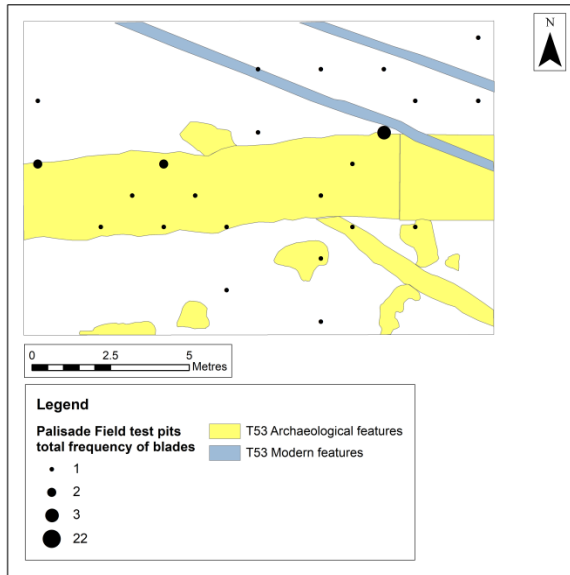 N
0 2.5 5
Metres
Legend
Palisade Field test pits
total frequency of blades
1
2
3
22
T53 Archaeological features
T53 Modern features